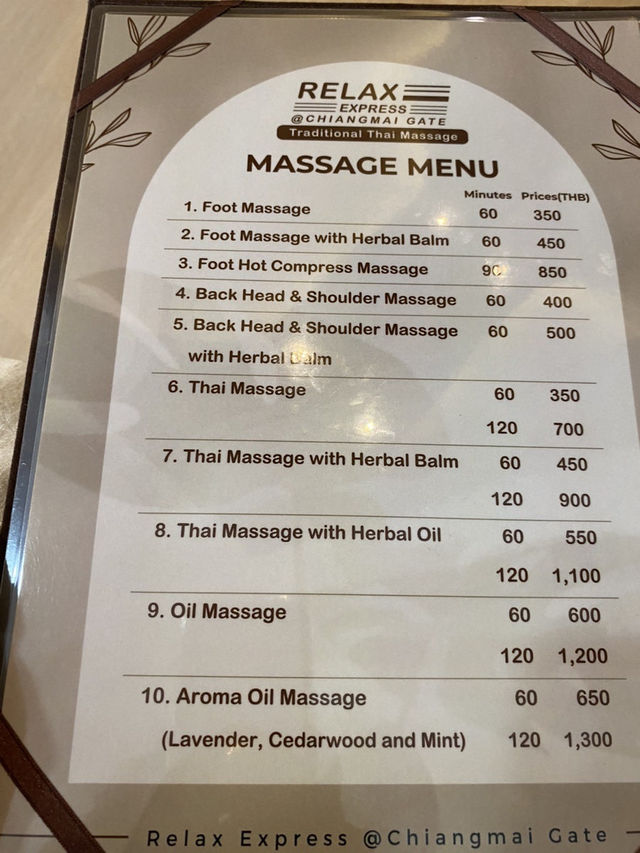 RELAX
EXPRESS
@CHIANGMAI GATE
Traditional Thai Massage
MASSAGE MENU
Minutes Prices(THB)
1. Foot Massage 60 350
2. Foot Massage with Herbal Balm 60 450
3. Foot Hot Compress Massage 90 850
4. Back Head & Shoulder Massage 60 400
5. Back Head & Shoulder Massage 60 500
with Herbal Balm
6. Thai Massage 60 350
120 700
7. Thai Massage with Herbal Balm 60 450
120 900
8. Thai Massage with Herbal Oil 60 550
120 1,100
9. Oil Massage 60 600
120 1,200
10. Aroma Oil Massage 60 650
(Lavender, Cedarwood and Mint) 120 1,300
Relax Express @Chiangmai Gate